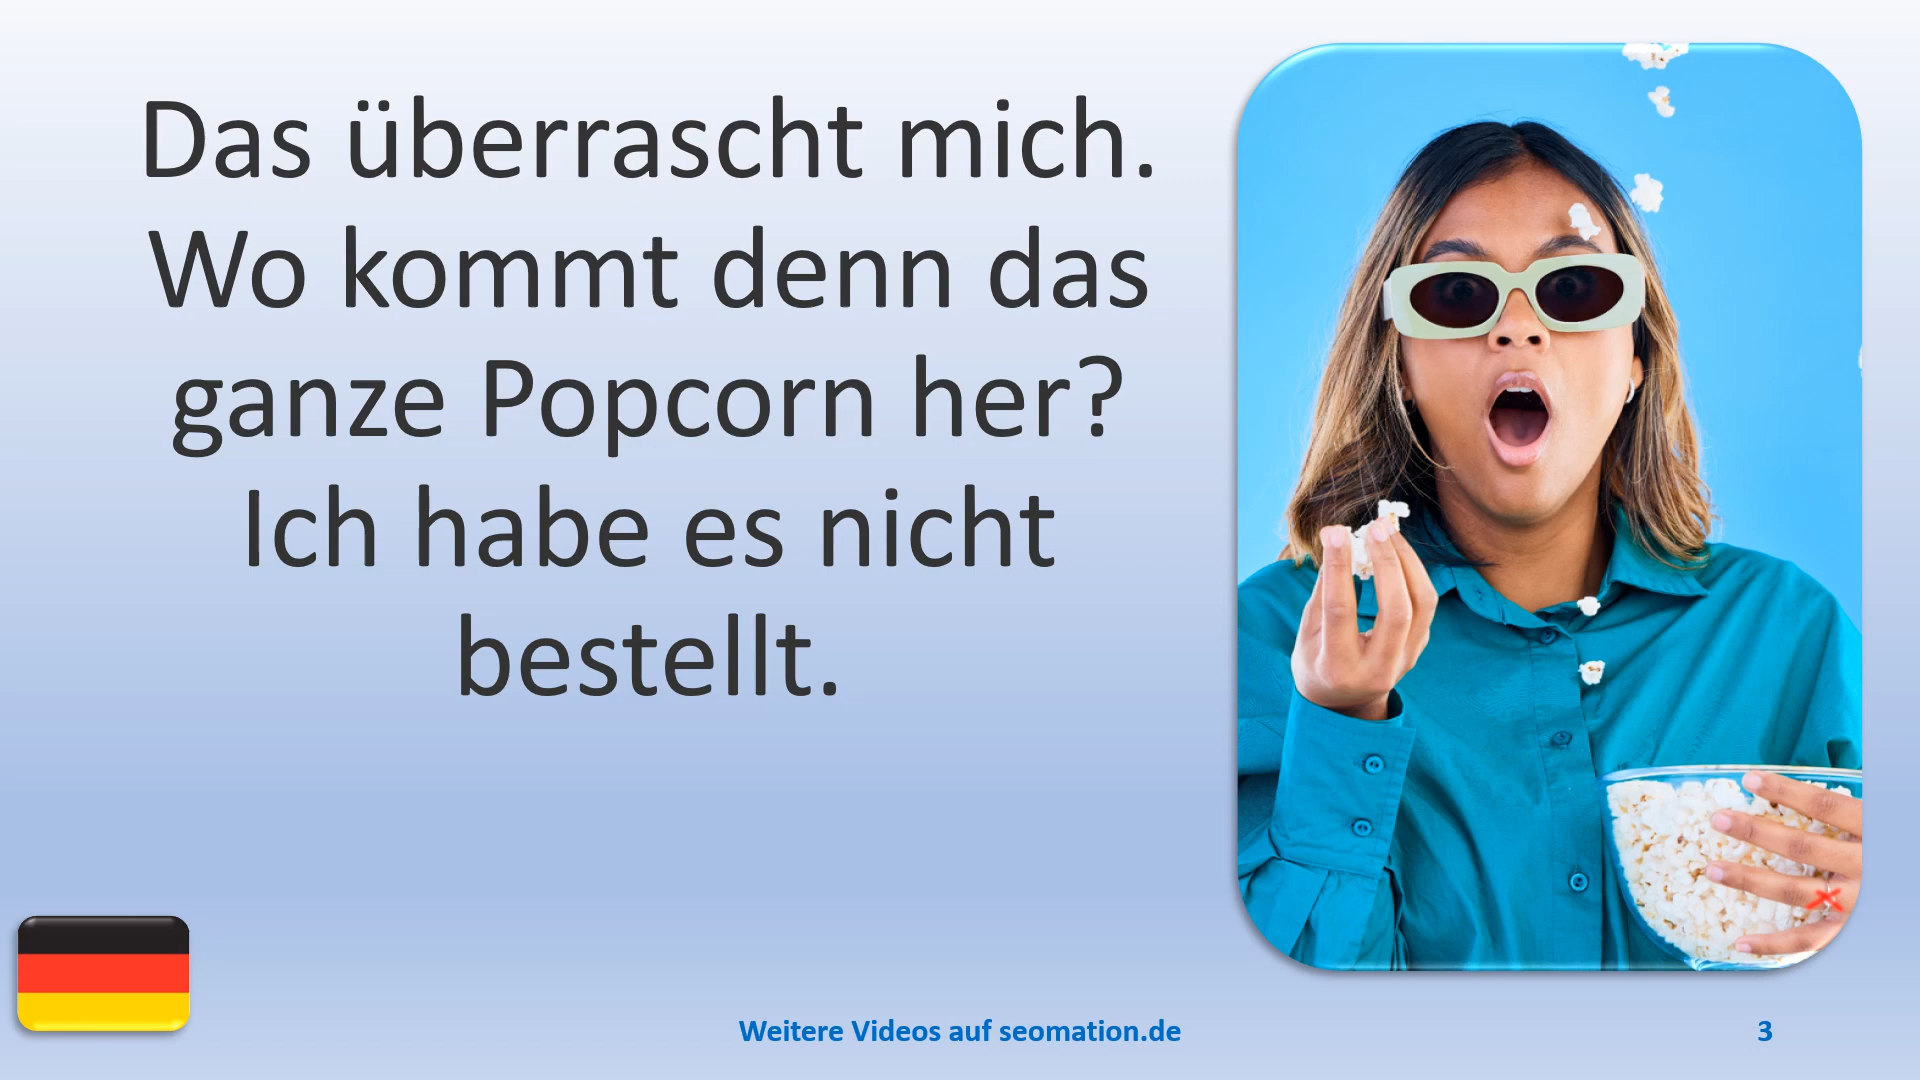 Das überrascht mich.
Wo kommt denn das
ganze Popcorn her?
Ich habe es nicht
bestellt.
Weitere Videos auf seomation.de
3